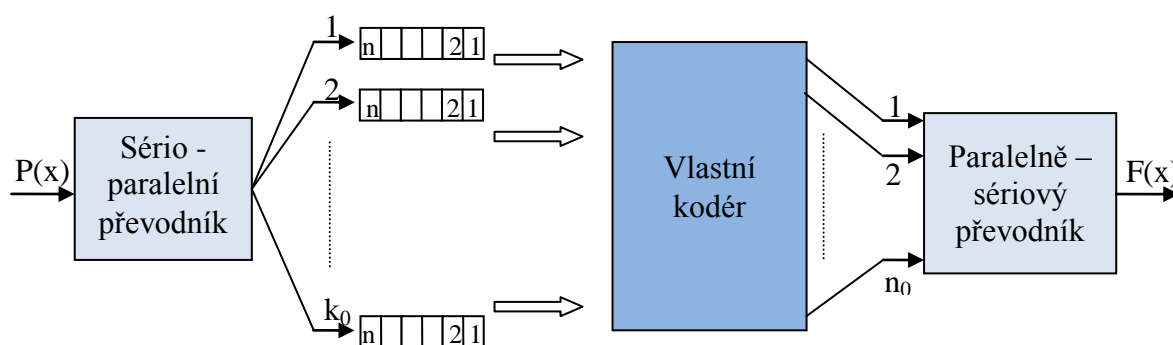 P(x)
Sério -
paralelní
převodník
1
n 2 1
2
n 2 1
k₀
n 2 1
Vlastní
kodér
1
2
n₀
Paralelně –
sériový
převodník
F(x)